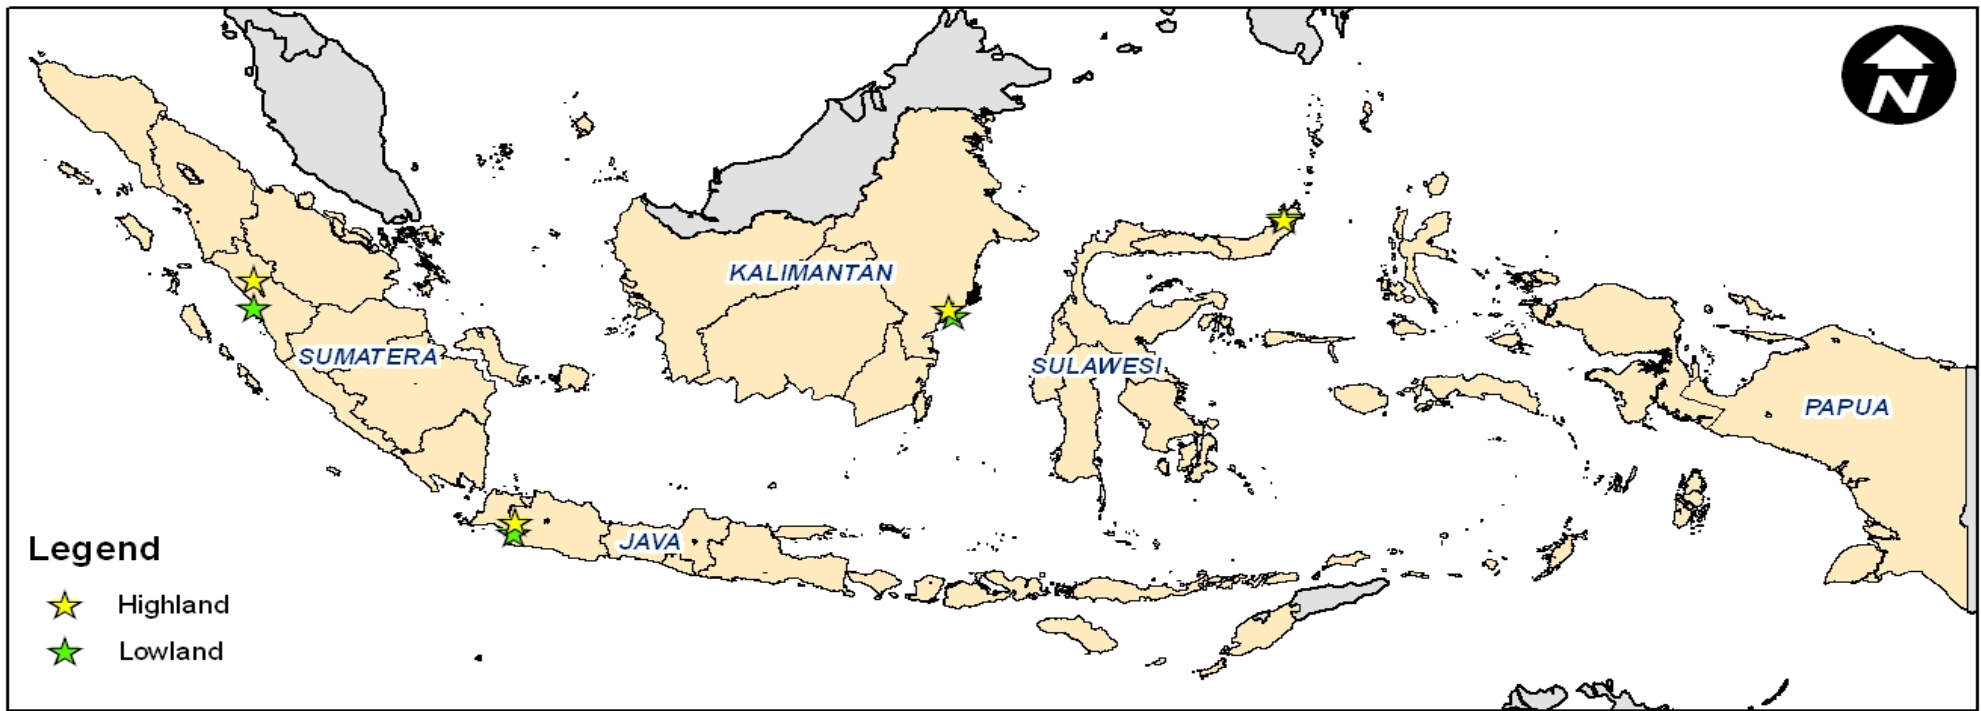 N
KALIMANTAN
SUMATERA
SULAWESI
PAPUA
JAVA
Legend
Highland
Lowland